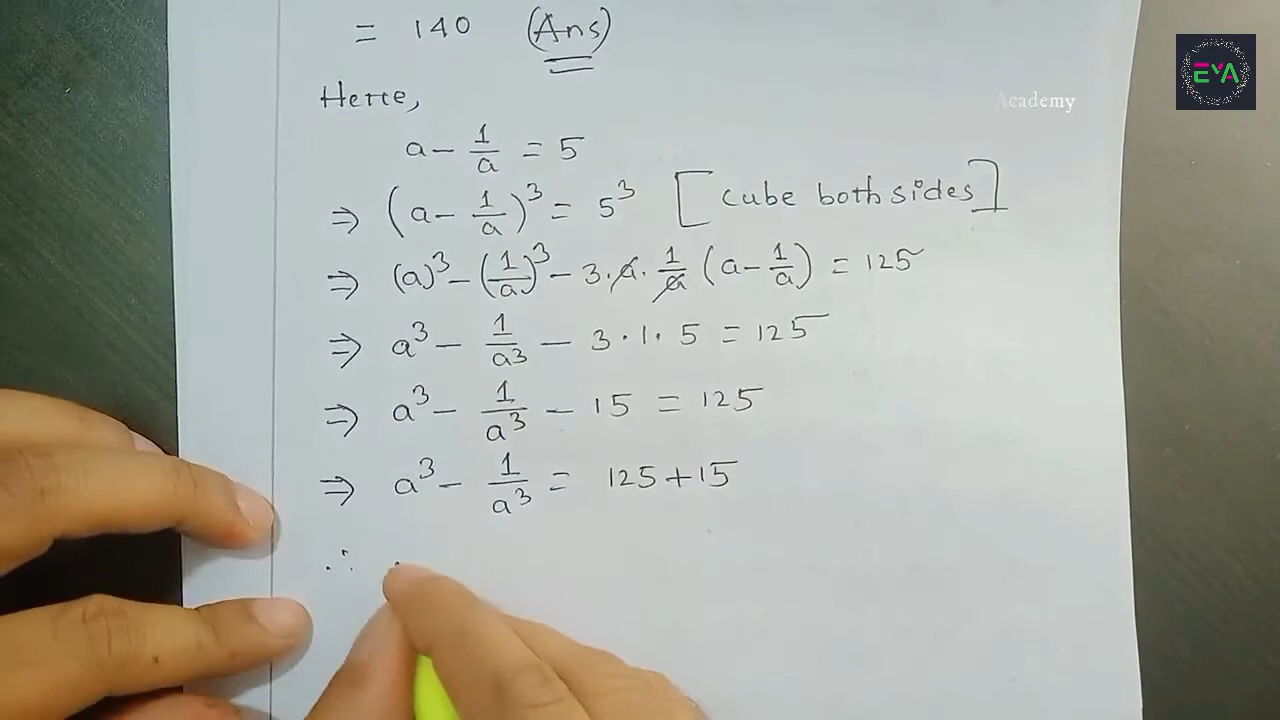 = 140 (Ans)
Here,
a - 1/a = 5
⇒ (a - 1/a)³ = 5³ [cube both sides]
⇒ (a)³ - (1/a)³ - 3·a·1/a (a - 1/a) = 125
⇒ a³ - 1/a³ - 3·1·5 = 125
⇒ a³ - 1/a³ - 15 = 125
⇒ a³ - 1/a³ = 125+15
∴
EYA
Academy